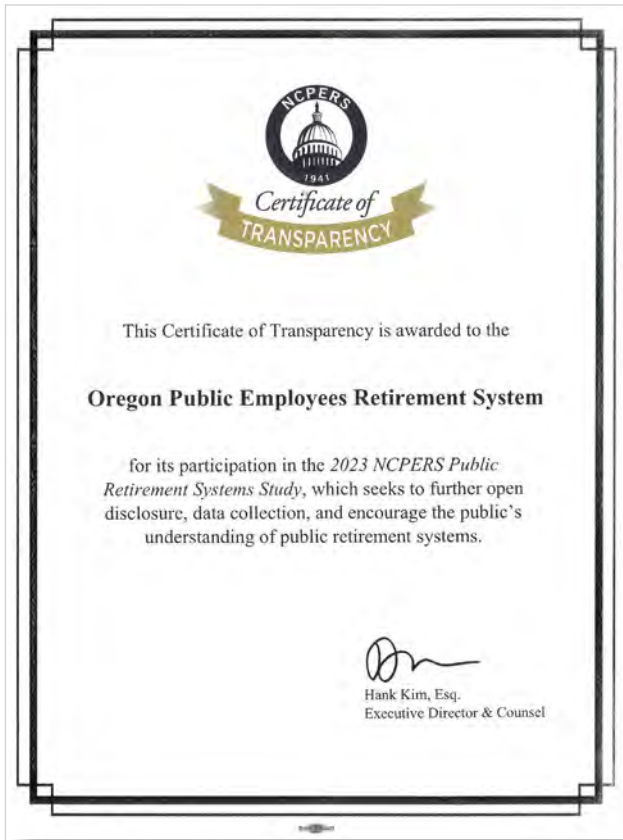 NCPERS
1941
Certificate of
TRANSPARENCY
This Certificate of Transparency is awarded to the
Oregon Public Employees Retirement System
for its participation in the 2023 NCPERS Public
Retirement Systems Study, which seeks to further open
disclosure, data collection, and encourage the public's
understanding of public retirement systems.
Hank Kim, Esq.
Executive Director & Counsel